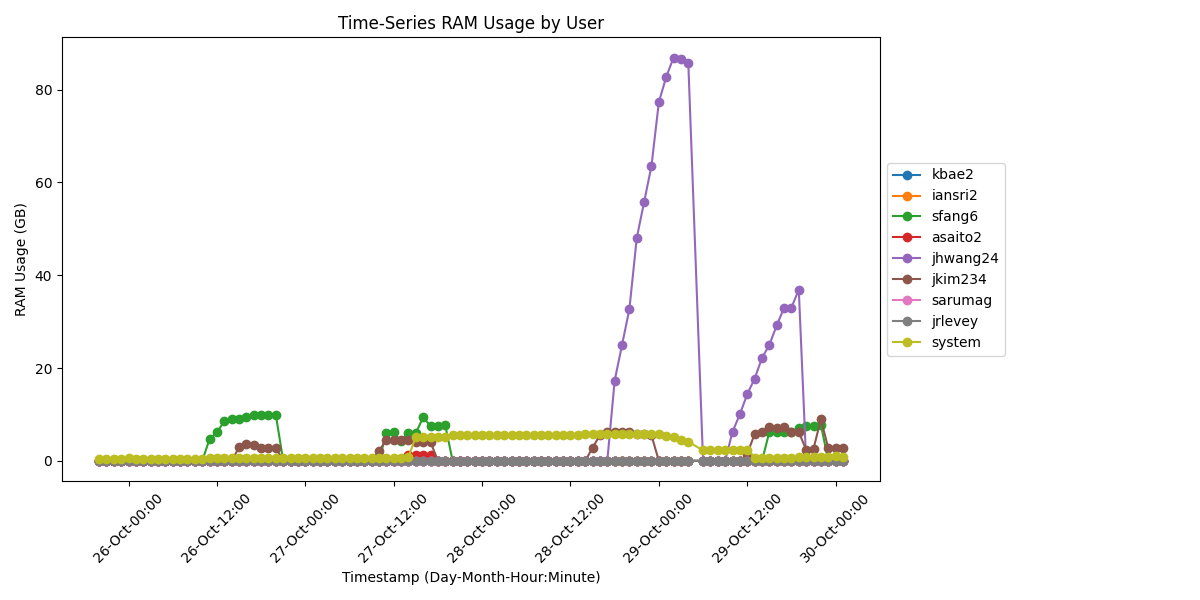 Time-Series RAM Usage by User
RAM Usage (GB)
80
60
40
20
0
26-Oct-00:00
26-Oct-12:00
27-Oct-00:00
27-Oct-12:00
28-Oct-00:00
28-Oct-12:00
29-Oct-00:00
29-Oct-12:00
30-Oct-00:00
Timestamp (Day-Month-Hour:Minute)
kbae2
iansri2
sfang6
asaito2
jhwang24
jkim234
sarumag
jrlevey
system